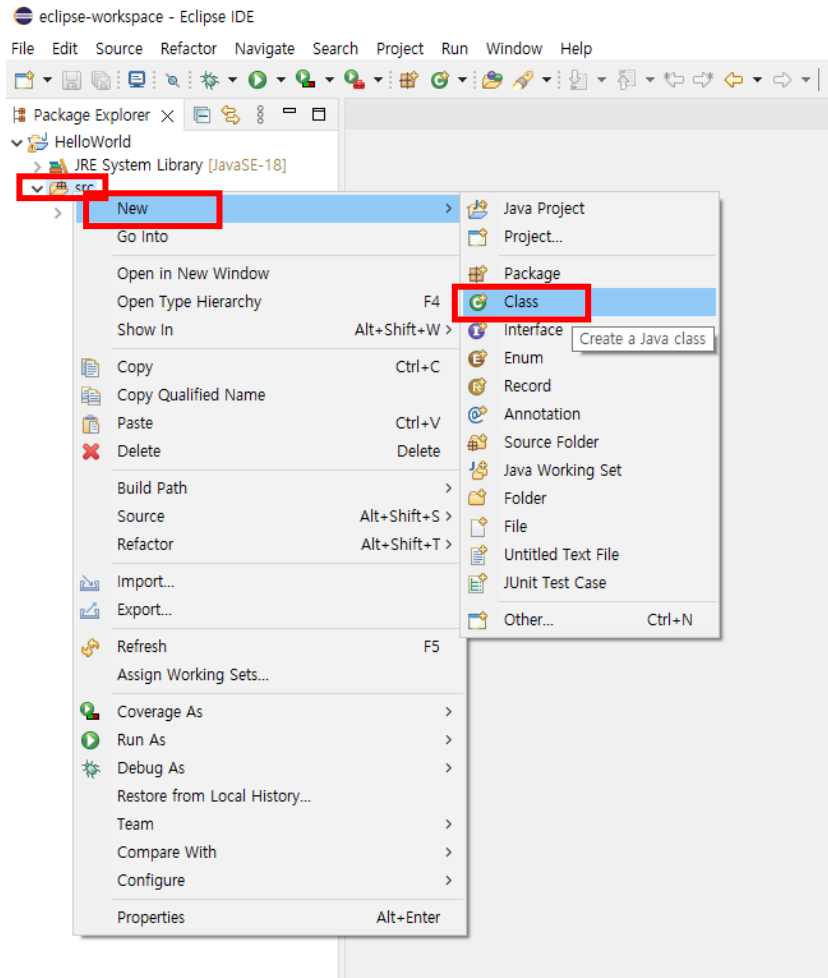 eclipse-workspace - Eclipse IDE
File Edit Source Refactor Navigate Search Project Run Window Help
Package Explorer
HelloWorld
JRE System Library [JavaSE-18]
src
New
Go Into
Open in New Window
Open Type Hierarchy F4
Show In Alt+Shift+W >
Copy Ctrl+C
Copy Qualified Name
Paste Ctrl+V
Delete Delete
Build Path >
Source Alt+Shift+S >
Refactor Alt+Shift+T >
Import...
Export...
Refresh F5
Assign Working Sets...
Coverage As >
Run As >
Debug As >
Restore from Local History...
Team >
Compare With >
Configure >
Properties Alt+Enter
Java Project
Project...
Package
Class
Interface
Create a Java class
Enum
Record
Annotation
Source Folder
Java Working Set
Folder
File
Untitled Text File
JUnit Test Case
Other... Ctrl+N